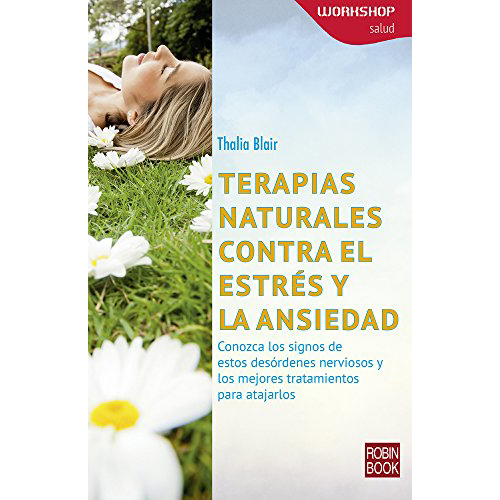 WORKSHOP
salud
Thalia Blair
TERAPIAS
NATURALES
CONTRA EL
ESTRÉS Y
LA ANSIEDAD
Conozca los signos de
estos desórdenes nerviosos y
los mejores tratamientos
para atajarlos
ROBIN
BOOK